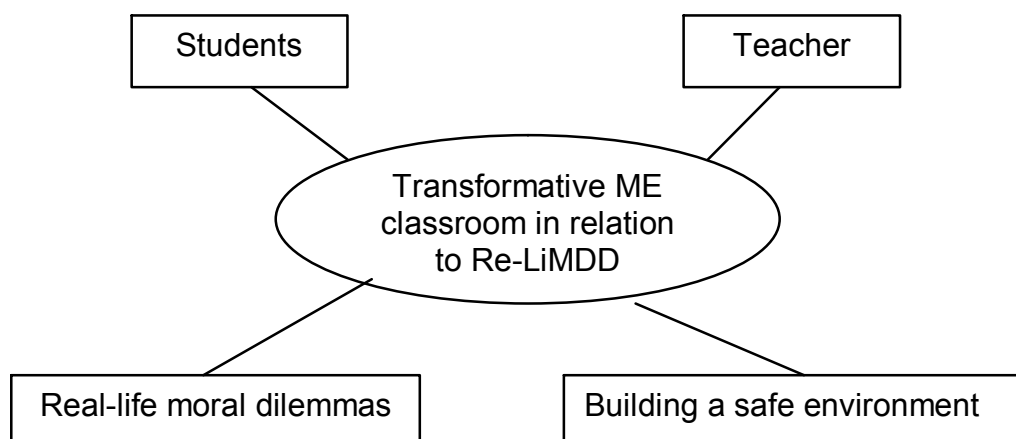 Students
Teacher
Transformative ME
classroom in relation
to Re-LiMDD
Real-life moral dilemmas
Building a safe environment